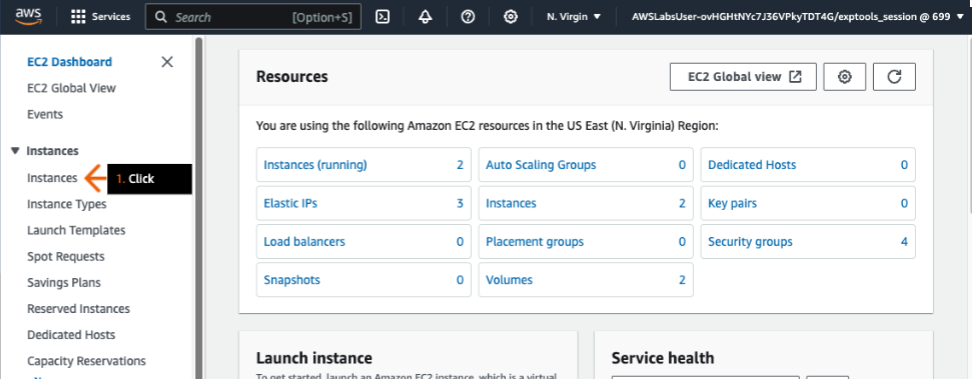 aws
Services
Search [Option+S]
N. Virgin
AWSLabsUser-ovHGHtNYc7J36VPkyTDT4G/exptools_session @ 699
EC2 Dashboard
EC2 Global View
Events
Instances
Instances
1. Click
Instance Types
Launch Templates
Spot Requests
Savings Plans
Reserved Instances
Dedicated Hosts
Capacity Reservations
Resources
EC2 Global view
You are using the following Amazon EC2 resources in the US East (N. Virginia) Region:
Instances (running) 2
Auto Scaling Groups 0
Dedicated Hosts 0
Elastic IPs 3
Instances 2
Key pairs 0
Load balancers 0
Placement groups 0
Security groups 4
Snapshots 0
Volumes 2
Launch instance
To get started, launch an Amazon EC2 instance, which is a virtual
Service health